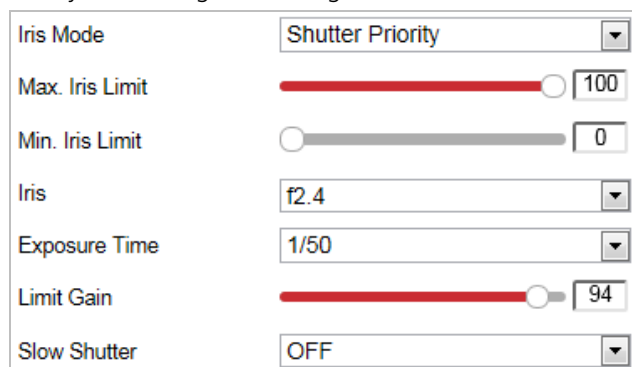 Iris Mode Shutter Priority
Max. Iris Limit 100
Min. Iris Limit 0
Iris f2.4
Exposure Time 1/50
Limit Gain 94
Slow Shutter OFF